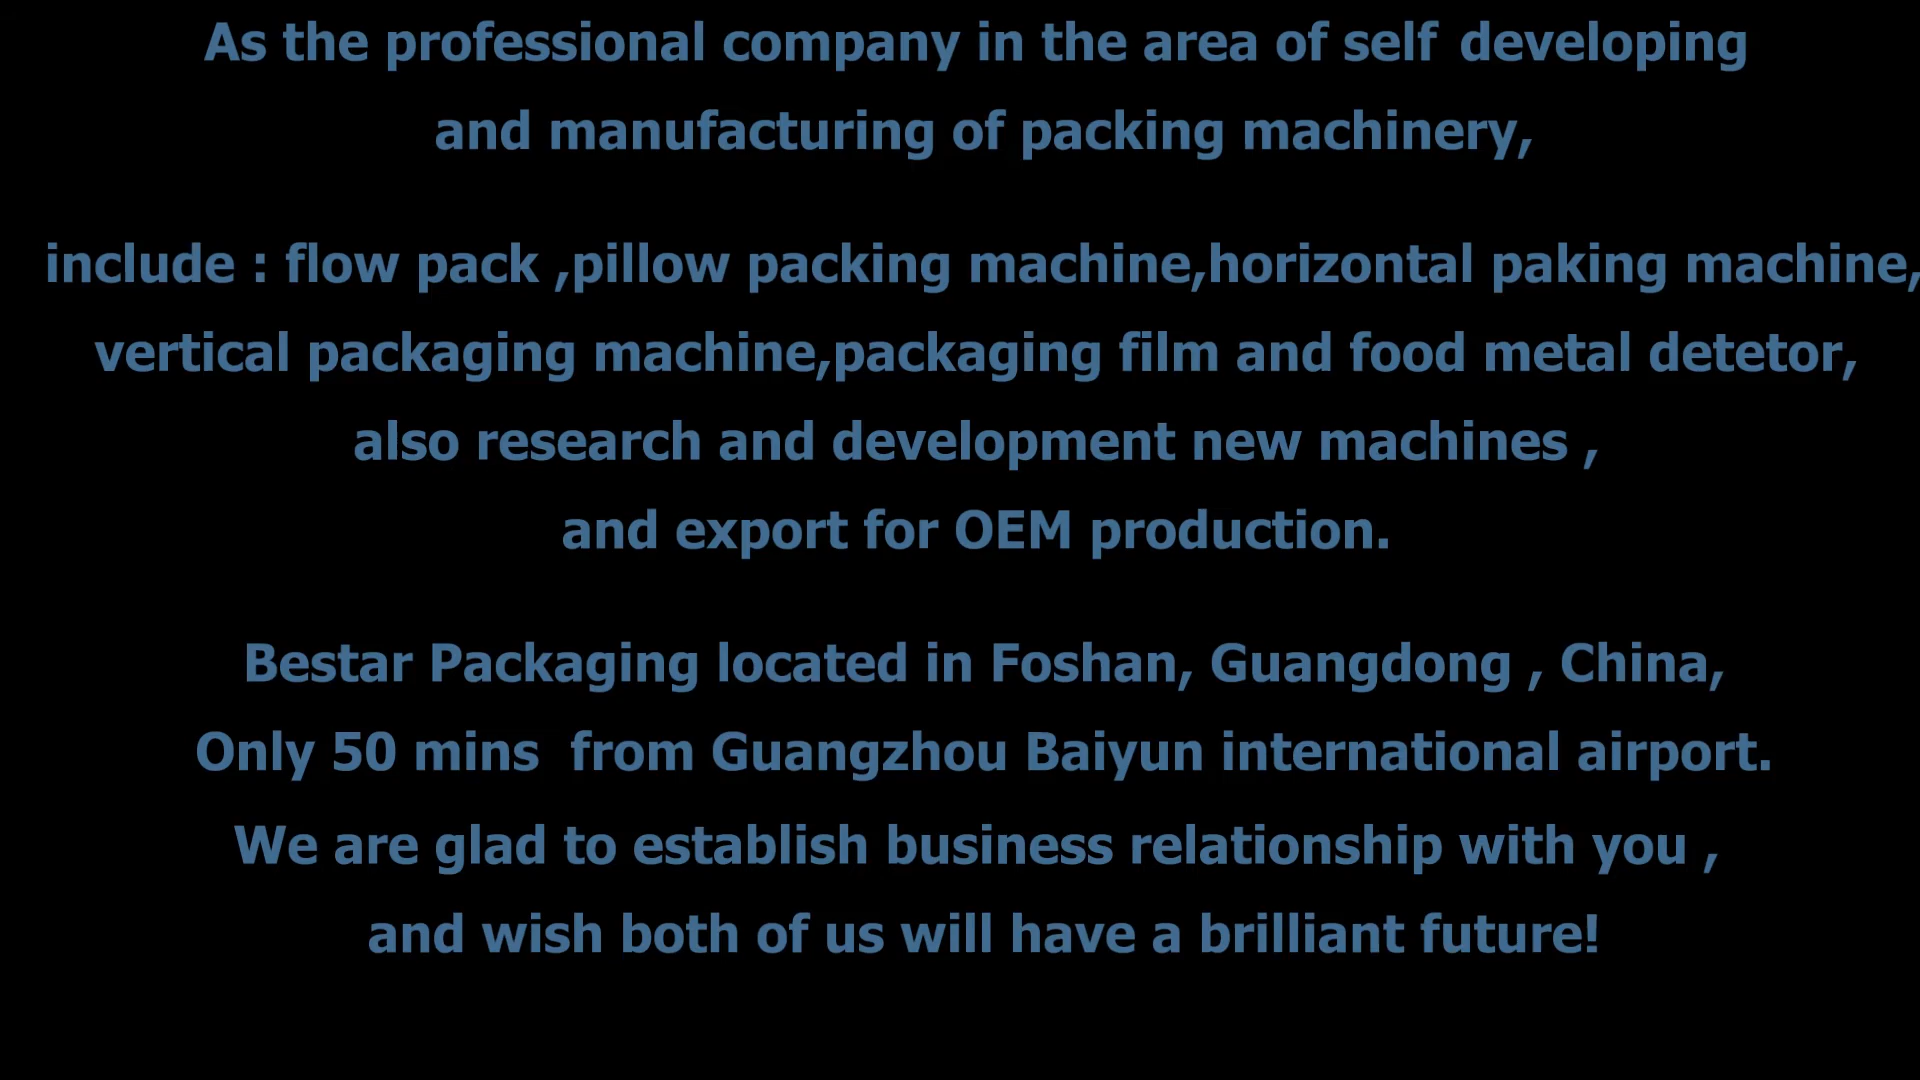 As the professional company in the area of self developing
and manufacturing of packing machinery,
include : flow pack ,pillow packing machine,horizontal paking machine,
vertical packaging machine,packaging film and food metal detetor,
also research and development new machines ,
and export for OEM production.
Bestar Packaging located in Foshan, Guangdong , China,
Only 50 mins  from Guangzhou Baiyun international airport.
We are glad to establish business relationship with you ,
and wish both of us will have a brilliant future!